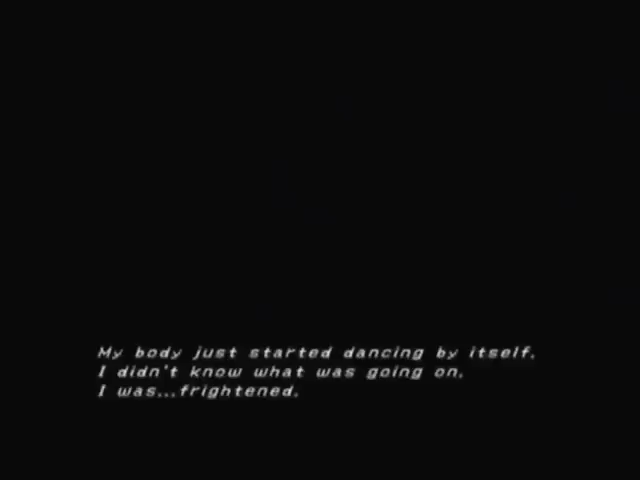 My body just started dancing by itself.
I didn't know what was going on.
I was...frightened.